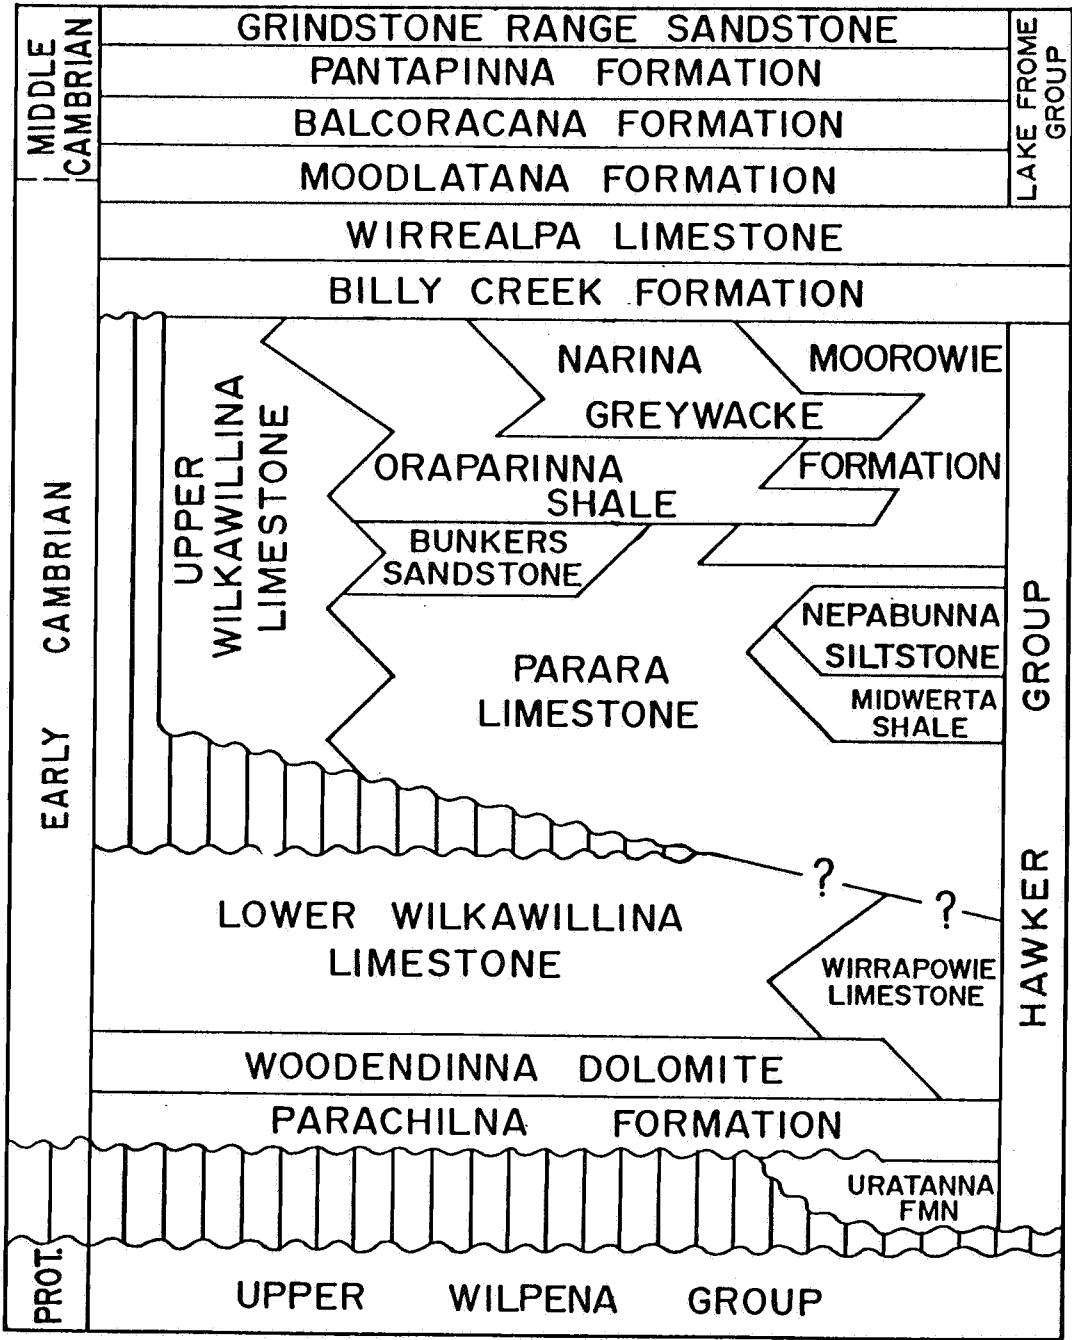 MIDDLE
CAMBRIAN
GRINDSTONE RANGE SANDSTONE
PANTAPINNA FORMATION
BALCORACANA FORMATION
MOODLATANA FORMATION
LAKE FROME
GROUP
WIRREALPA LIMESTONE
BILLY CREEK FORMATION
EARLY CAMBRIAN
UPPER
WILKAWILLINA
LIMESTONE
NARINA
GREYWACKE
MOOROWIE
FORMATION
ORAPARINNA
SHALE
BUNKERS
SANDSTONE
PARARA
LIMESTONE
NEPABUNNA
SILTSTONE
MIDWERTA
SHALE
HAWKER GROUP
?
?
LOWER WILKAWILLINA
LIMESTONE
WIRRAPOWIE
LIMESTONE
WOODENDINNA DOLOMITE
PARACHILNA FORMATION
URATANNA
FMN
PROT.
UPPER WILPENA GROUP